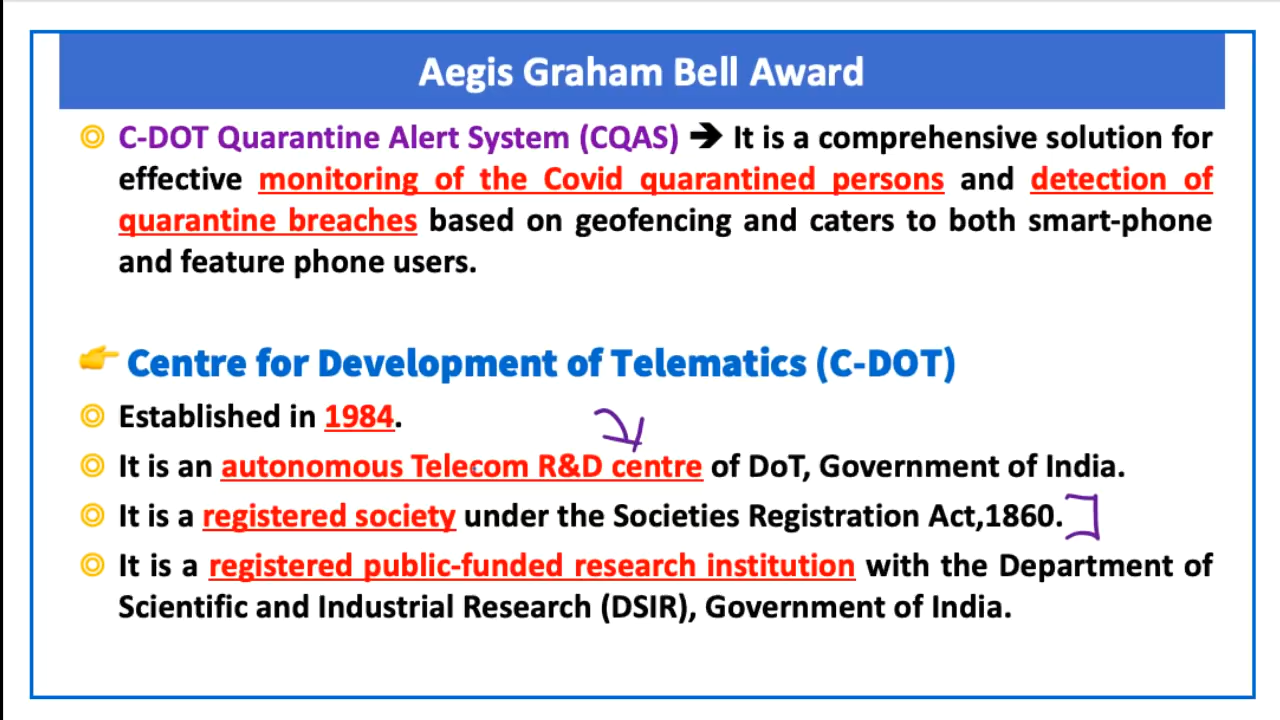 Aegis Graham Bell Award
C-DOT Quarantine Alert System (CQAS) → It is a comprehensive solution for
effective monitoring of the Covid quarantined persons and detection of
quarantine breaches based on geofencing and caters to both smart-phone
and feature phone users.
Centre for Development of Telematics (C-DOT)
Established in 1984.
It is an autonomous Telecom R&D centre of DoT, Government of India.
It is a registered society under the Societies Registration Act,1860.
It is a registered public-funded research institution with the Department of
Scientific and Industrial Research (DSIR), Government of India.